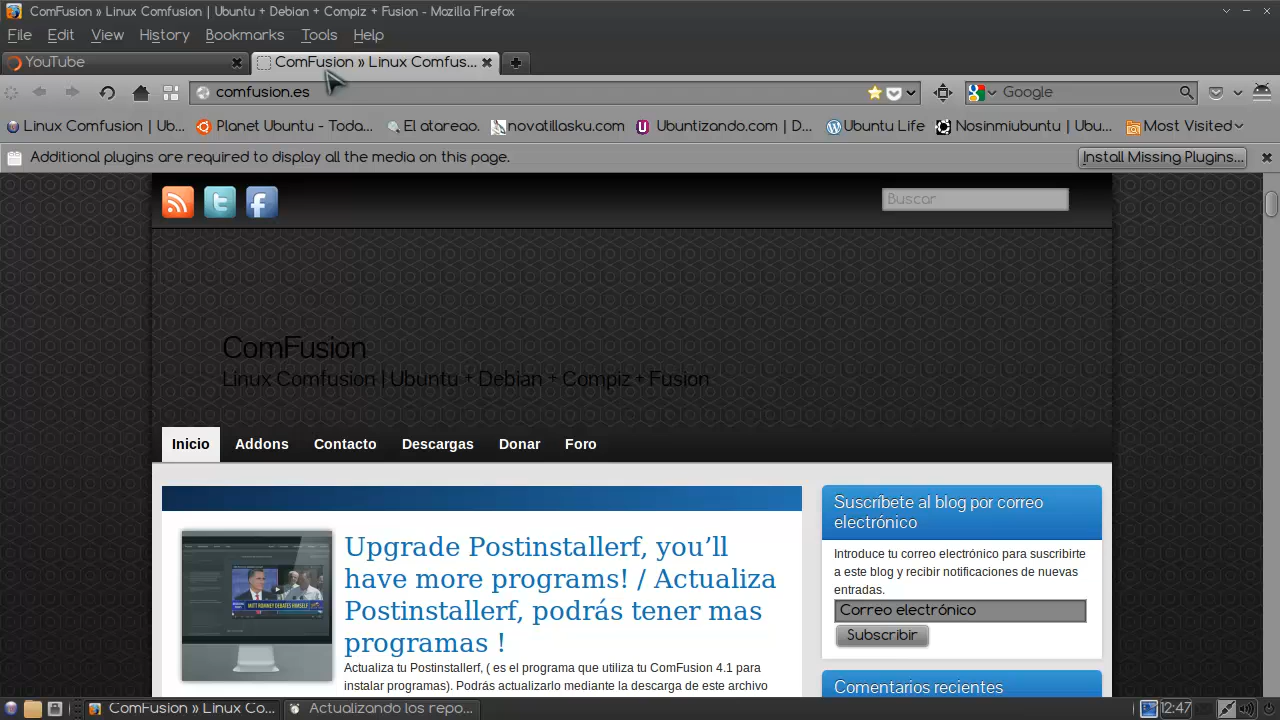 ComFusion » Linux Comfusion | Ubuntu + Debian + Compiz + Fusion - Mozilla Firefox
File Edit View History Bookmarks Tools Help
YouTube ComFusion » Linux Comfus...
comfusion.es Google
Linux Comfusion | Ub... Planet Ubuntu - Toda... El atareao. novatillasku.com Ubuntizando.com | D... Ubuntu Life Nosinmiubuntu | Ubu... Most Visited
Additional plugins are required to display all the media on this page. Install Missing Plugins...
Buscar
ComFusion
Linux Comfusion | Ubuntu + Debian + Compiz + Fusion
Inicio Addons Contacto Descargas Donar Foro
Upgrade Postinstallerf, you’ll
have more programs! / Actualiza
Postinstallerf, podrás tener mas
programas !
Actualiza tu Postinstallerf, ( es el programa que utiliza tu ComFusion 4.1 para
instalar programas). Podrás actualizarlo mediante la descarga de este archivo
MITT ROMNEY DEBATES HIMSELF
Suscríbete al blog por correo
electrónico
Introduce tu correo electrónico para suscribirte
a este blog y recibir notificaciones de nuevas
entradas.
Correo electrónico
Subscribir
Comentarios recientes
ComFusion » Linux Co... Actualizando los repo... 12:47